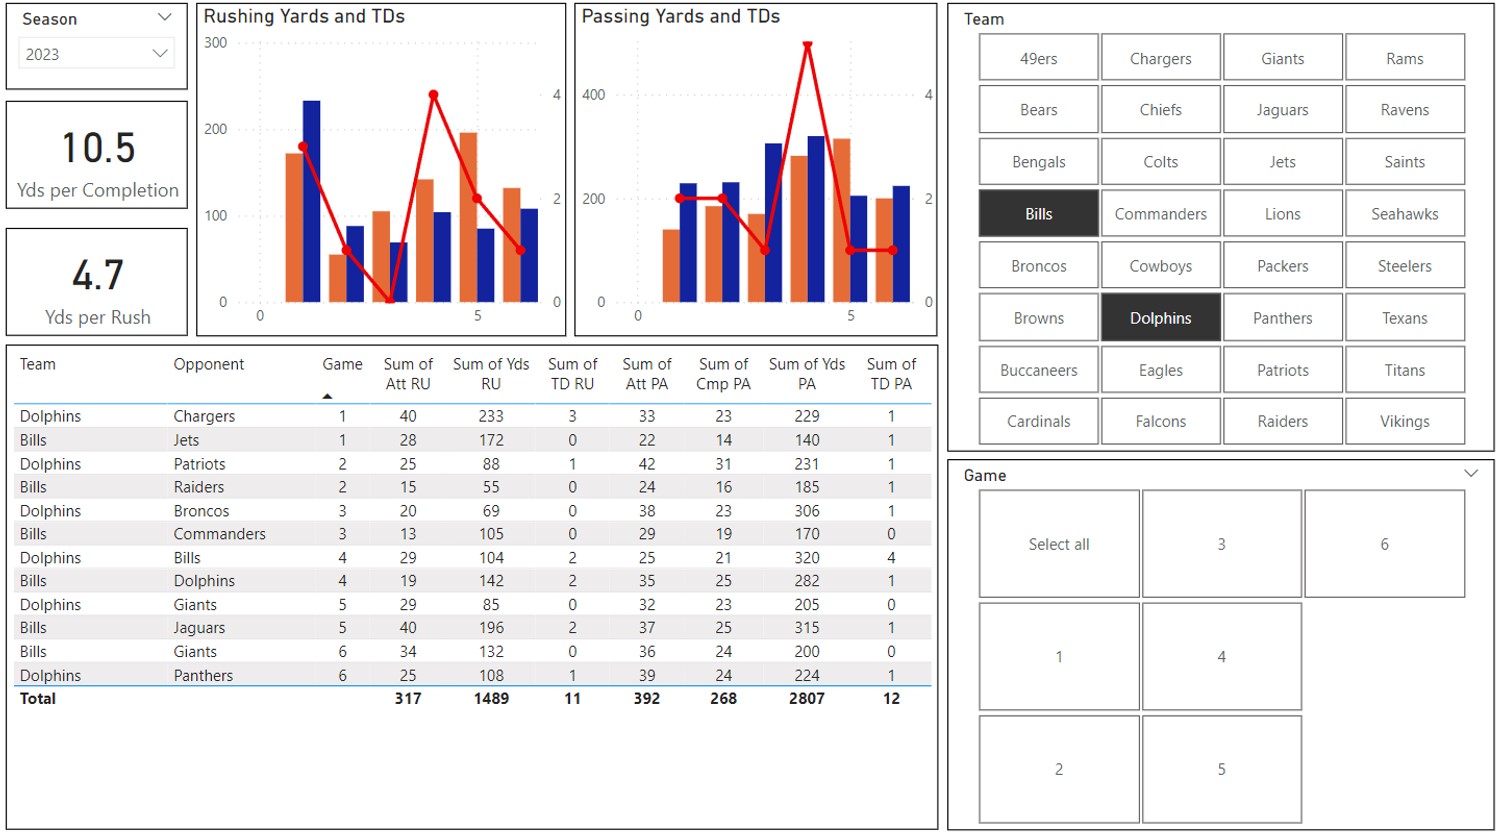 Season
2023
10.5
Yds per Completion
4.7
Yds per Rush
Rushing Yards and TDs
300
200
100
0
4
2
0
0
5
Passing Yards and TDs
400
200
0
4
2
0
0
5
Team Opponent Game Sum of Att RU Sum of Yds RU Sum of TD RU Sum of Att PA Sum of Cmp PA Sum of Yds PA Sum of TD PA
Dolphins Chargers 1 40 233 3 33 23 229 1
Bills Jets 1 28 172 0 22 14 140 1
Dolphins Patriots 2 25 88 1 42 31 231 1
Bills Raiders 2 15 55 0 24 16 185 1
Dolphins Broncos 3 20 69 0 38 23 306 1
Bills Commanders 3 13 105 0 29 19 170 0
Dolphins Bills 4 29 104 2 25 21 320 4
Bills Dolphins 4 19 142 2 35 25 282 1
Dolphins Giants 5 29 85 0 32 23 205 0
Bills Jaguars 5 40 196 2 37 25 315 1
Bills Giants 6 34 132 0 36 24 200 0
Dolphins Panthers 6 25 108 1 39 24 224 1
Total 317 1489 11 392 268 2807 12
Team
49ers Chargers Giants Rams
Bears Chiefs Jaguars Ravens
Bengals Colts Jets Saints
Bills Commanders Lions Seahawks
Broncos Cowboys Packers Steelers
Browns Dolphins Panthers Texans
Buccaneers Eagles Patriots Titans
Cardinals Falcons Raiders Vikings
Game
Select all 3 6
1 4
2 5